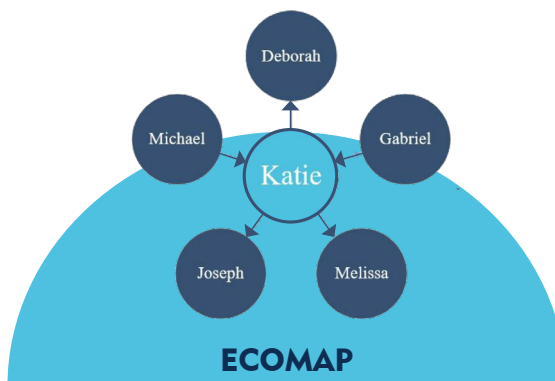 Deborah
Michael
Gabriel
Katie
Joseph
Melissa
ECOMAP